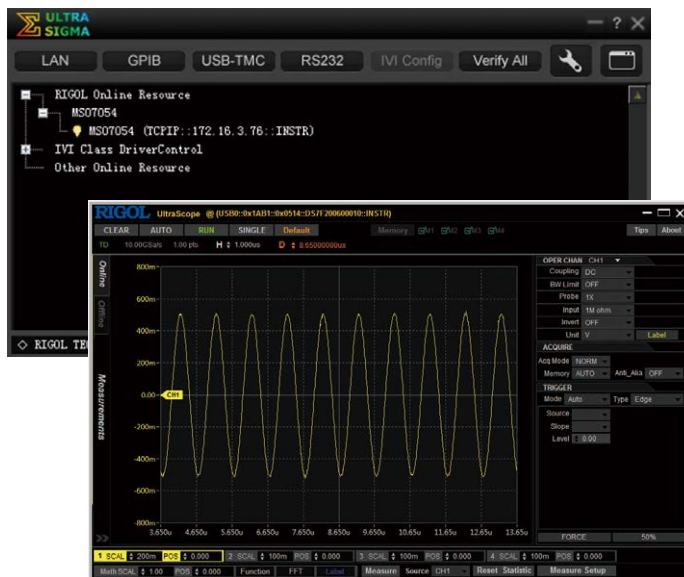 ULTRA
SIGMA
LAN GPIB USB-TMC RS232 IVI Config Verify All
RIGOL Online Resource
MSO7054
MSO7054 (TCPIP::172.16.3.76::INSTR)
IVI Class DriverControl
Other Online Resource
RIGOL TE
RIGOL UltraScope @ (USB0::0x1AB1::0x0514::DS7F200600010::INSTR)
CLEAR AUTO RUN SINGLE Default Memory M1 M2 M3 M4 Tips About
TD 10.00GSa/s 1.00 pts H 1.000us D 8.65000000us
Online
Offline
Measurements
800m
600m
400m
200m
0.00
CH1
-200m
-400m
-600m
-800m
3.650u 4.650u 5.650u 6.650u 7.650u 8.650u 9.650u 10.65u 11.65u 12.65u 13.65u
OPER CHAN CH1
Coupling DC
BW Limit OFF
Probe 1X
Input 1M ohm
Invert OFF
Unit V Label
ACQUIRE
Acq Mode NORM
Memory AUTO Anti_Alia OFF
TRIGGER
Mode Auto Type Edge
Source
Slope
Level 0.00
FORCE 50%
1 SCAL 200m POS 0.000 2 SCAL 100m POS 0.000 3 SCAL 100m POS 0.000 4 SCAL 100m POS 0.000
Math SCAL 1.00 POS 0.000 Function FFT Label Measure Source CH1 Reset Statistic Measure Setup